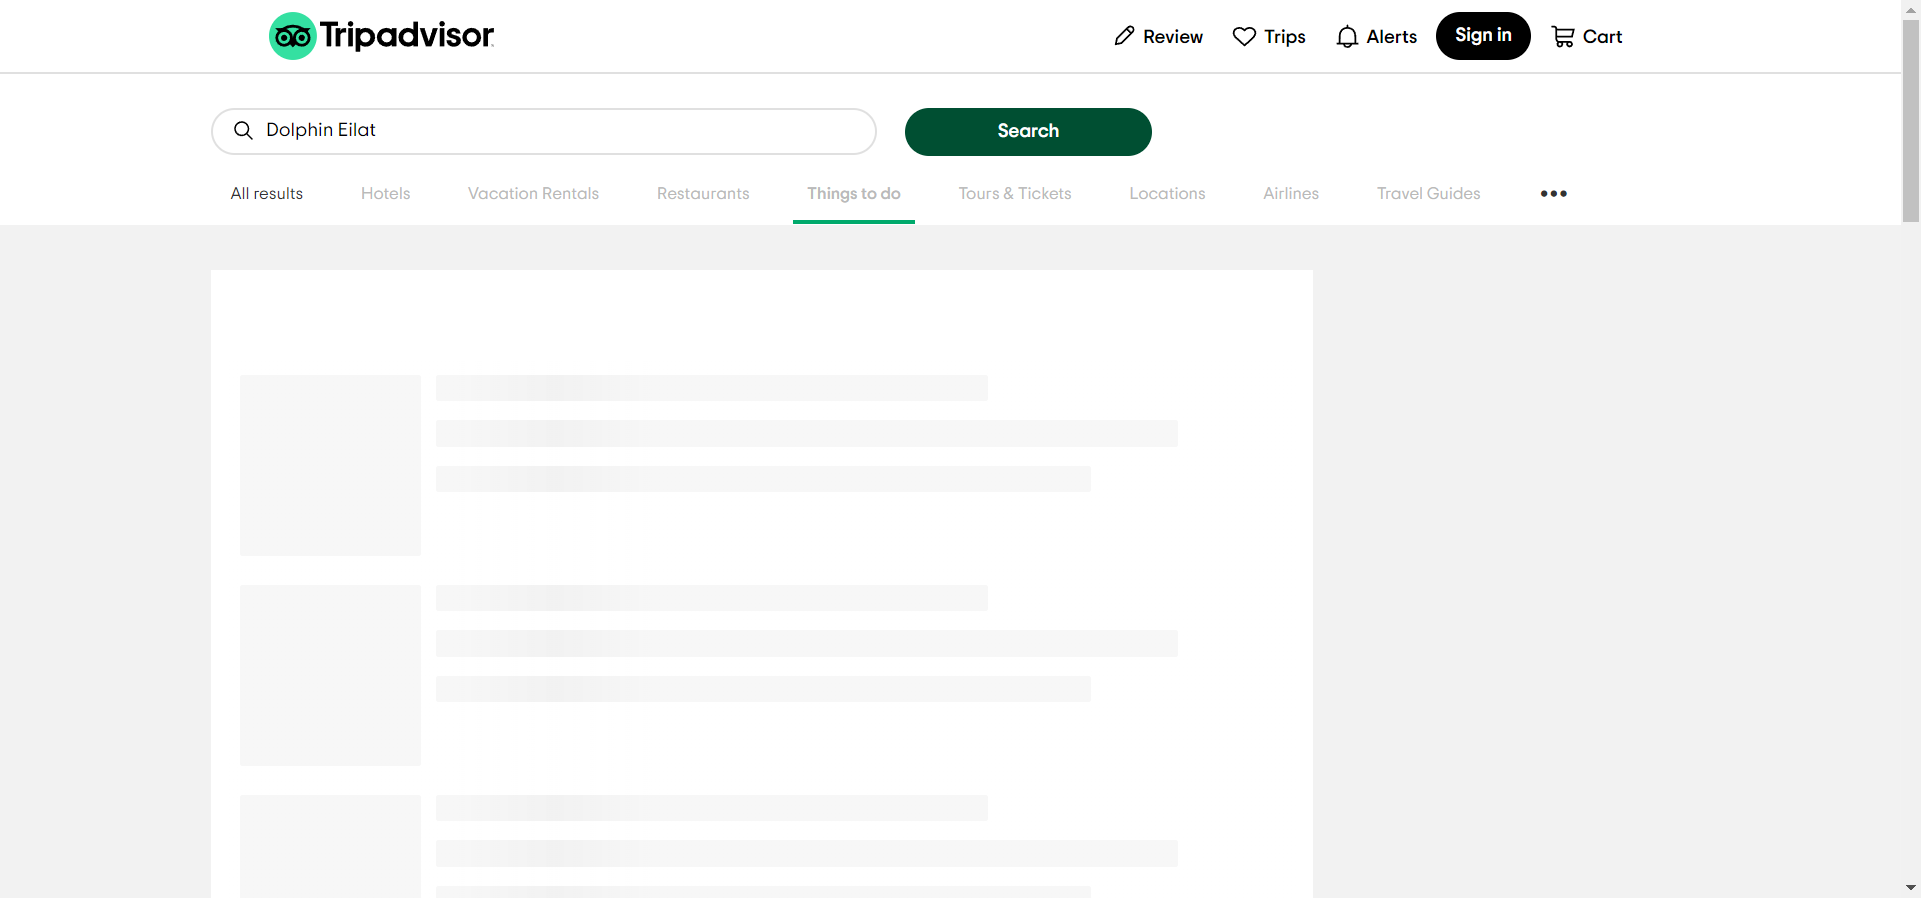 Tripadvisor
Review
Trips
Alerts
Sign in
Cart
Dolphin Eilat
Search
All results
Hotels
Vacation Rentals
Restaurants
Things to do
Tours & Tickets
Locations
Airlines
Travel Guides